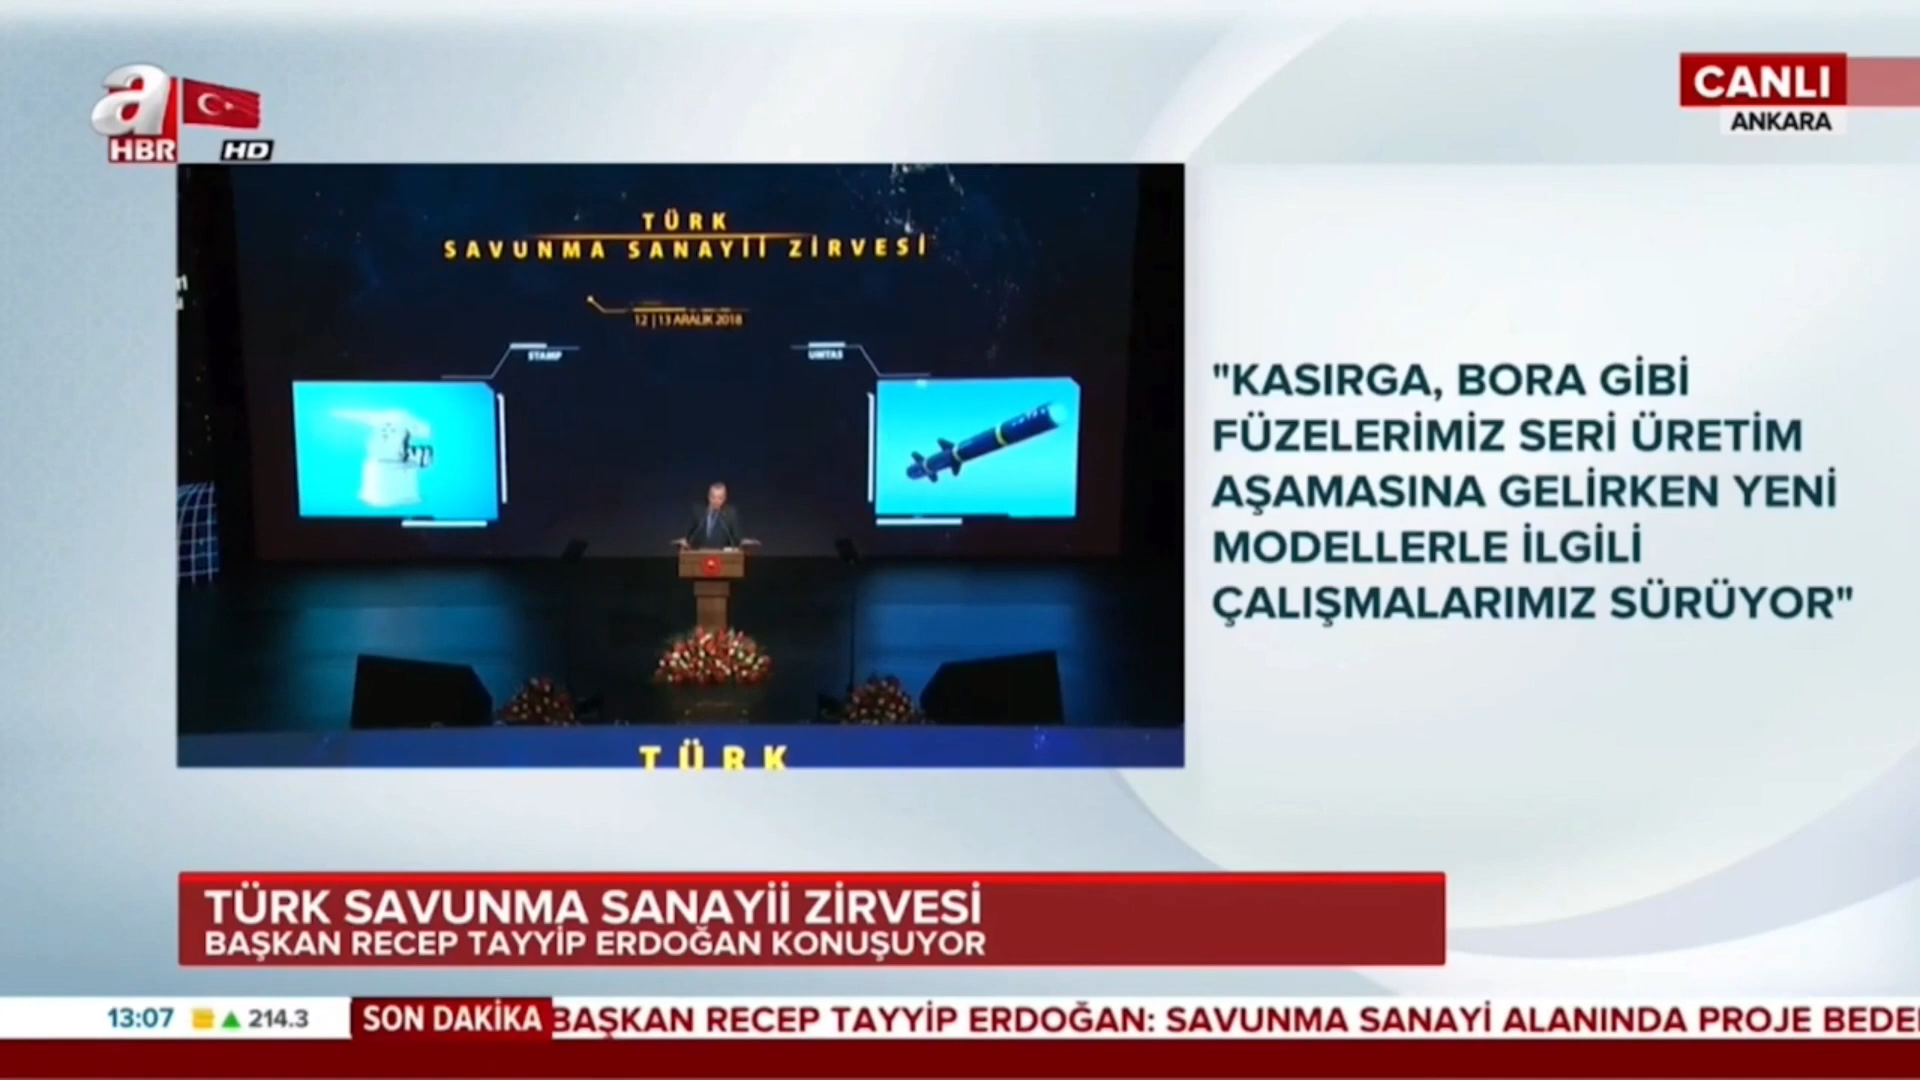 a
HBR
HD
CANLI
ANKARA
TÜRK
SAVUNMA SANAYİİ ZİRVESİ
12 | 13 ARALIK 2018
STAMP
UMTAS
TÜRK
"KASIRGA, BORA GİBİ
FÜZELERİMİZ SERİ ÜRETİM
AŞAMASINA GELİRKEN YENİ
MODELLERLE İLGİLİ
ÇALIŞMALARIMIZ SÜRÜYOR"
TÜRK SAVUNMA SANAYİİ ZİRVESİ
BAŞKAN RECEP TAYYİP ERDOĞAN KONUŞUYOR
13:07 214.3 SON DAKİKA BAŞKAN RECEP TAYYİP ERDOĞAN: SAVUNMA SANAYİ ALANINDA PROJE BEDE